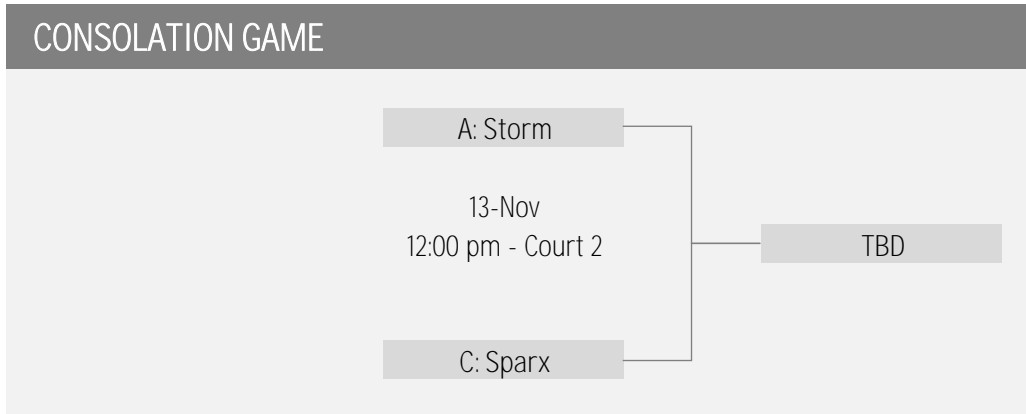 CONSOLATION GAME
A: Storm
13-Nov
12:00 pm - Court 2
TBD
C: Sparx